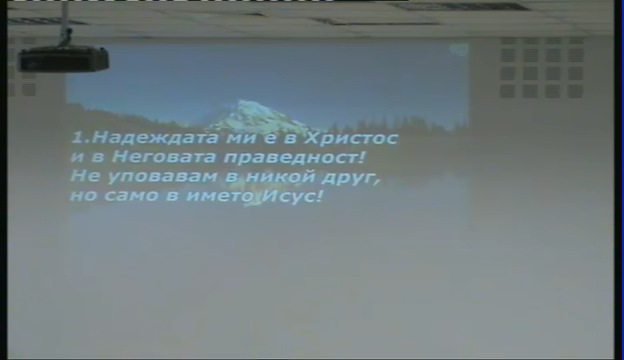 1.Надеждата ми е в Христос
и в Неговата праведност!
Не уповавам в никой друг,
но само в името Исус!